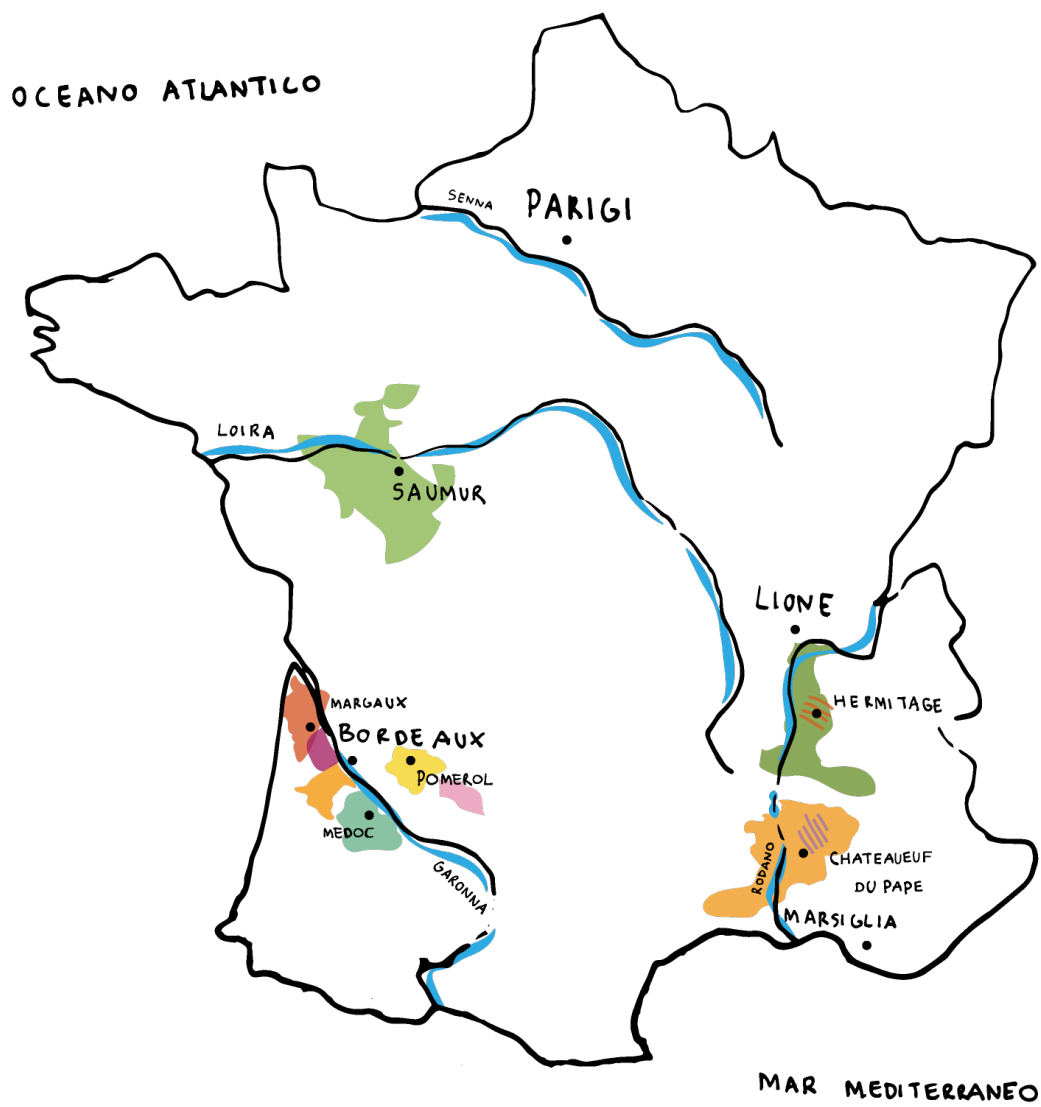 OCEANO ATLANTICO
SENNA
PARIGI
LOIRA
SAUMUR
LIONE
HERMITAGE
MARGAUX
BORDEAUX
POMEROL
MEDOC
GARONNA
RODANO
CHATEAUEUF
DU PAPE
MARSIGLIA
MAR MEDITERRANEO